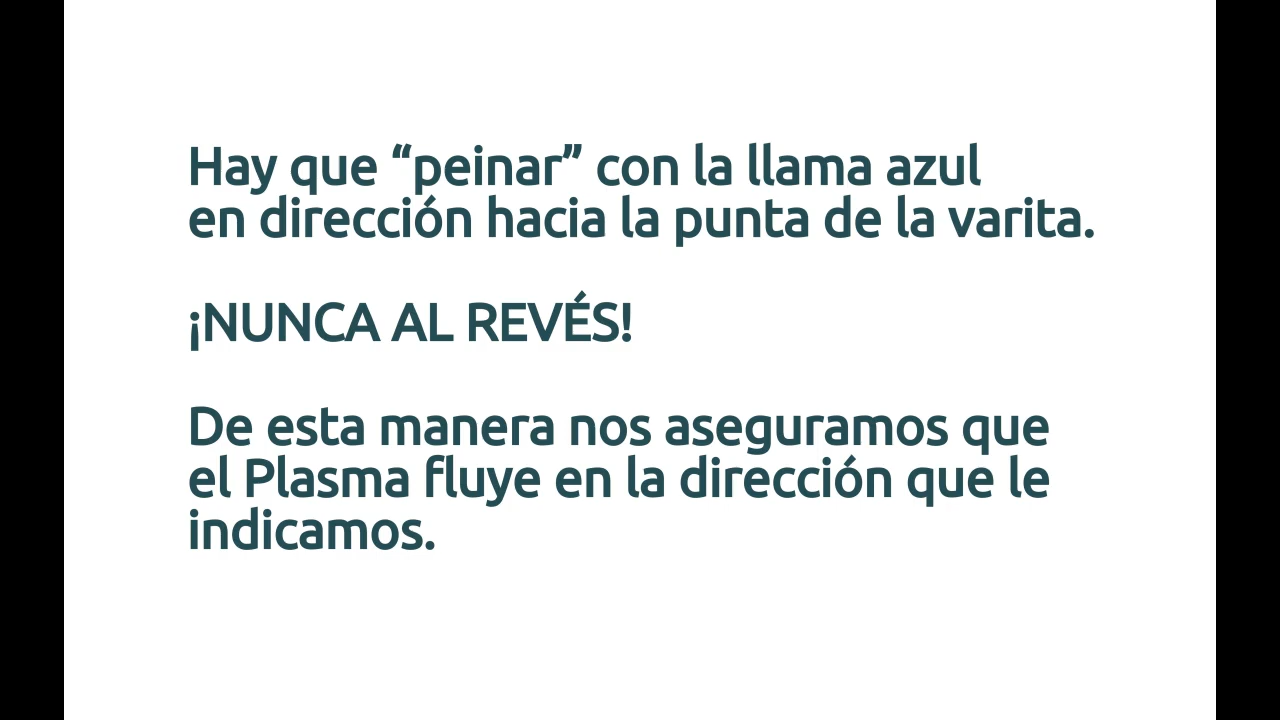 Hay que “peinar” con la llama azul
en dirección hacia la punta de la varita.
¡NUNCA AL REVÉS!
De esta manera nos aseguramos que
el Plasma fluye en la dirección que le
indicamos.